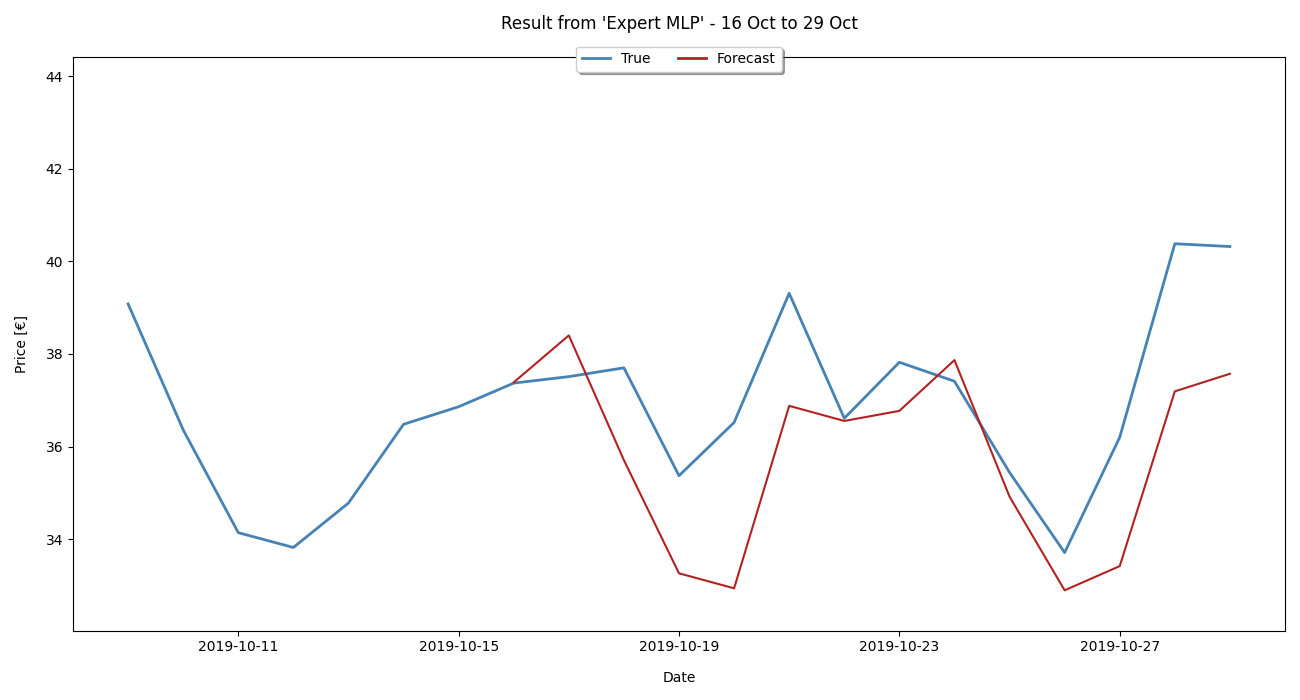 Result from 'Expert MLP' - 16 Oct to 29 Oct
True Forecast
44
42
40
38
36
34
Price [€]
2019-10-11 2019-10-15 2019-10-19 2019-10-23 2019-10-27
Date